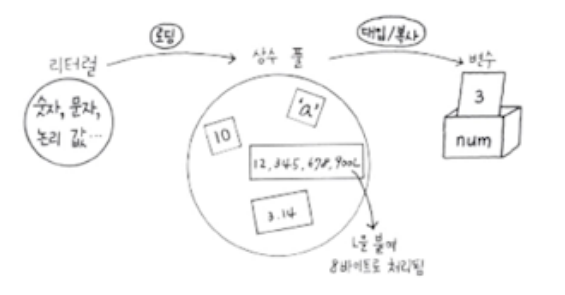 로딩
대입/복사
리터럴
상수 풀
변수
숫자, 문자,
논리 값...
10
'a'
12,345,678,900L
3.14
3
num
L을 붙여
8바이트로 처리됨